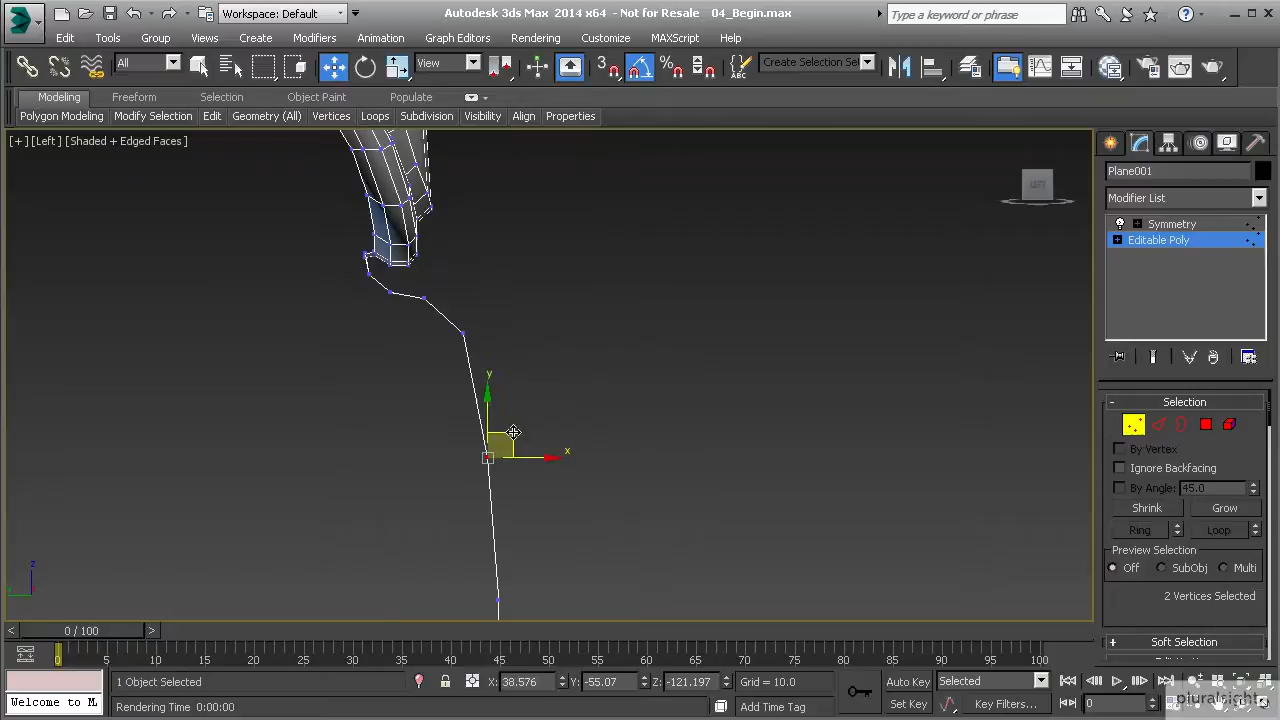 Workspace: Default
Autodesk 3ds Max 2014 x64 - Not for Resale 04_Begin.max
Type a keyword or phrase
Edit Tools Group Views Create Modifiers Animation Graph Editors Rendering Customize MAXScript Help
All
View
Create Selection Se
Modeling Freeform Selection Object Paint Populate
Polygon Modeling Modify Selection Edit Geometry (All) Vertices Loops Subdivision Visibility Align Properties
[+] [Left] [Shaded + Edged Faces]
LEFT
y
x
z
Plane001
Modifier List
Symmetry
Editable Poly
- Selection
By Vertex
Ignore Backfacing
By Angle: 45.0
Shrink Grow
Ring Loop
Preview Selection
Off SubObj Multi
2 Vertices Selected
+ Soft Selection
< 0 / 100 >
0 5 10 15 20 25 30 35 40 45 50 55 60 65 70 75 80 85 90 95 100
1 Object Selected X: 38.576 Y: -55.07 Z: -121.197 Grid = 10.0 Auto Key Selected
Welcome to M
Rendering Time 0:00:00 Add Time Tag Set Key Key Filters... 0
pluralsight